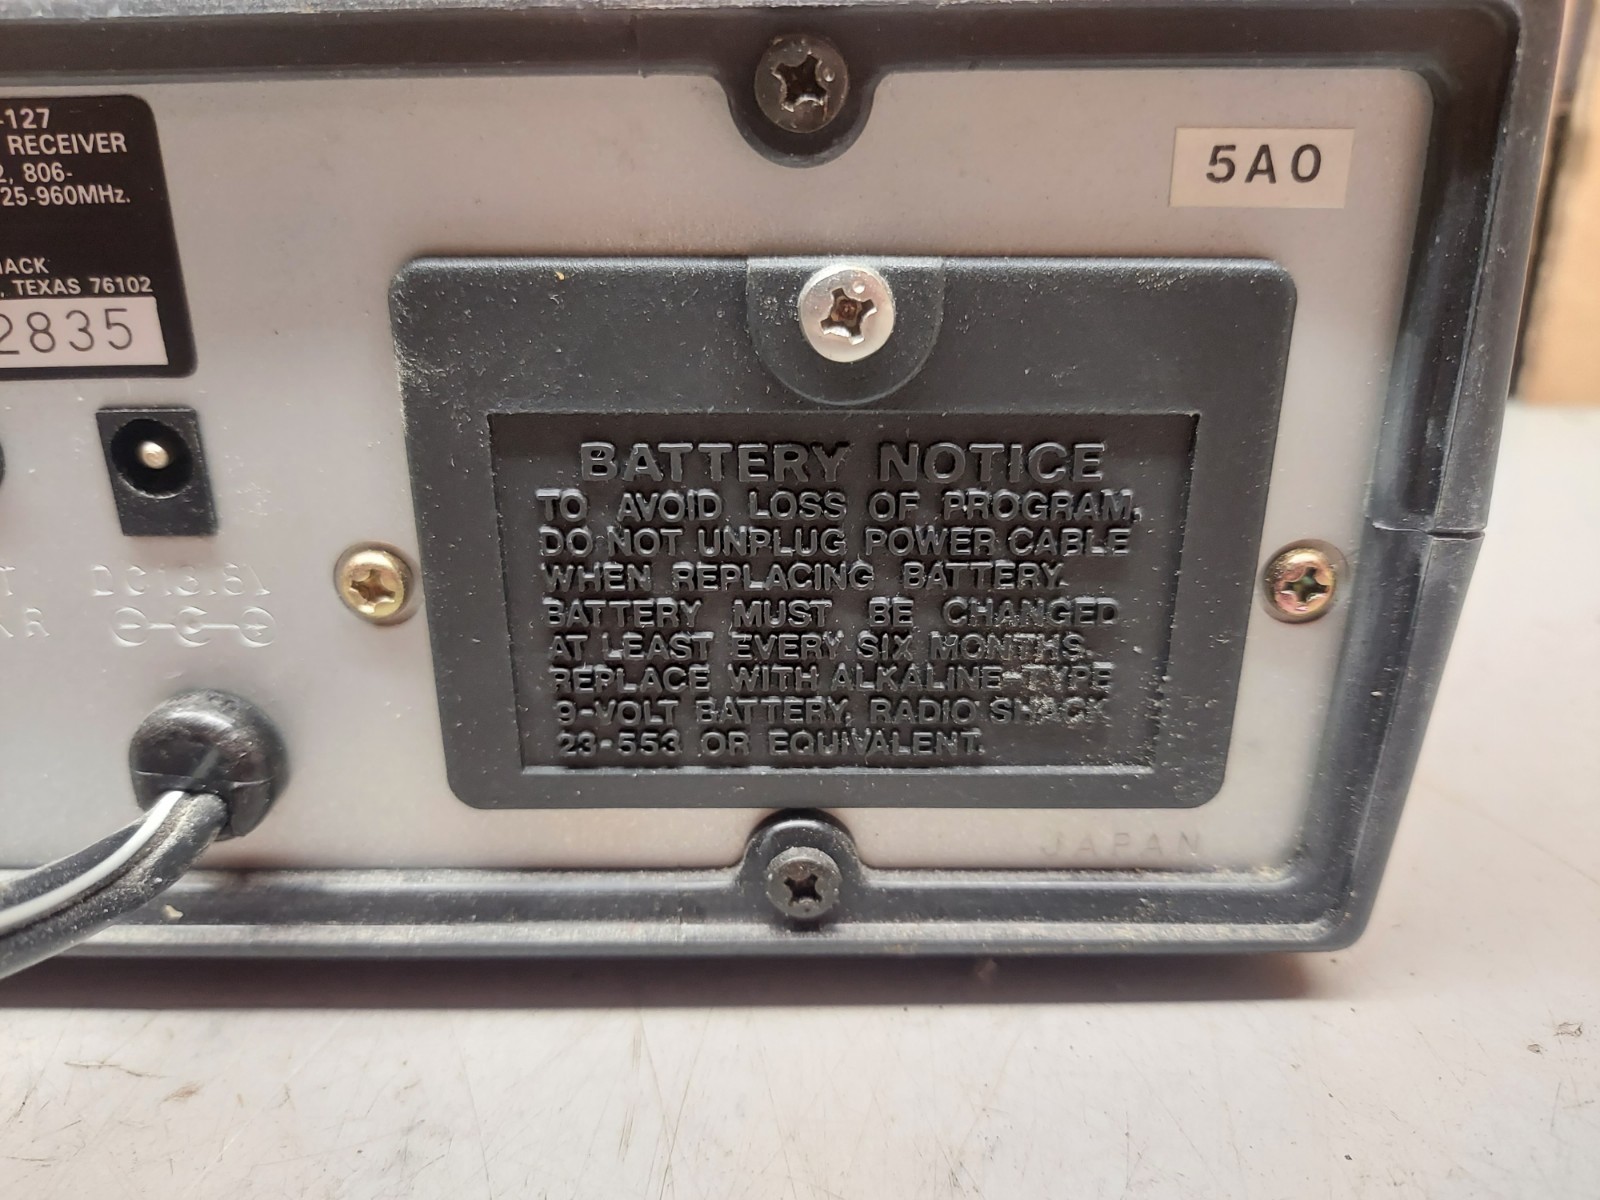 -127
RECEIVER
2, 806-
25-960MHz.
HACK
, TEXAS 76102
2835
5A0
BATTERY NOTICE
TO AVOID LOSS OF PROGRAM,
DO NOT UNPLUG POWER CABLE
WHEN REPLACING BATTERY.
BATTERY MUST BE CHANGED
AT LEAST EVERY SIX MONTHS.
REPLACE WITH ALKALINE-TYPE
9-VOLT BATTERY, RADIO SHACK
23-553 OR EQUIVALENT.
T DC13.8V
KR
JAPAN